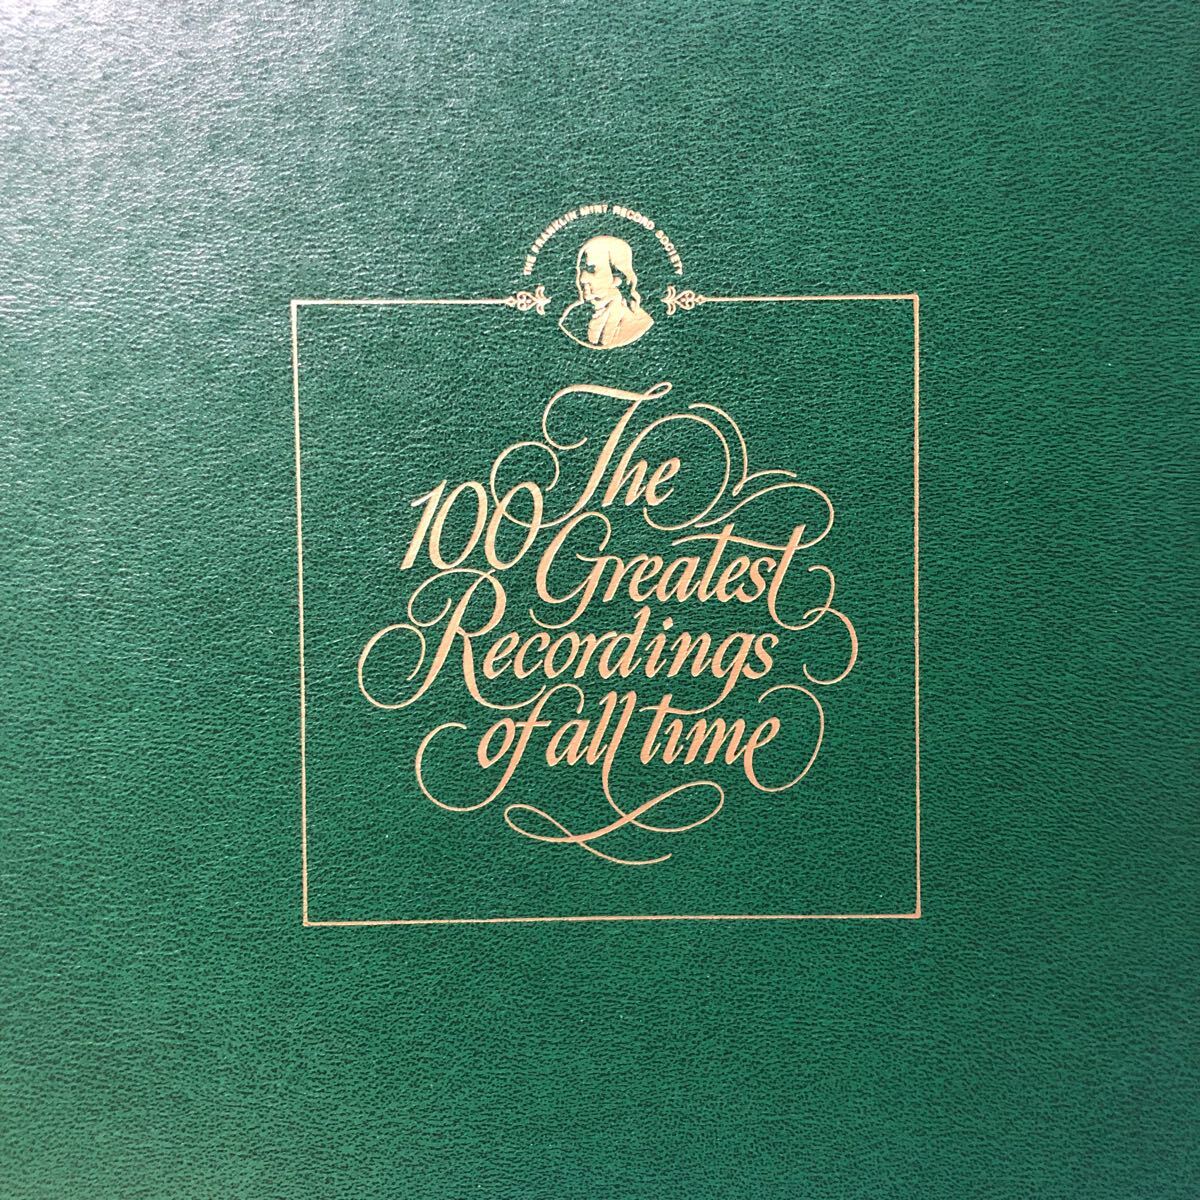 THE FRANKLIN MINT RECORD SOCIETY
The
100 Greatest
Recordings
of all time